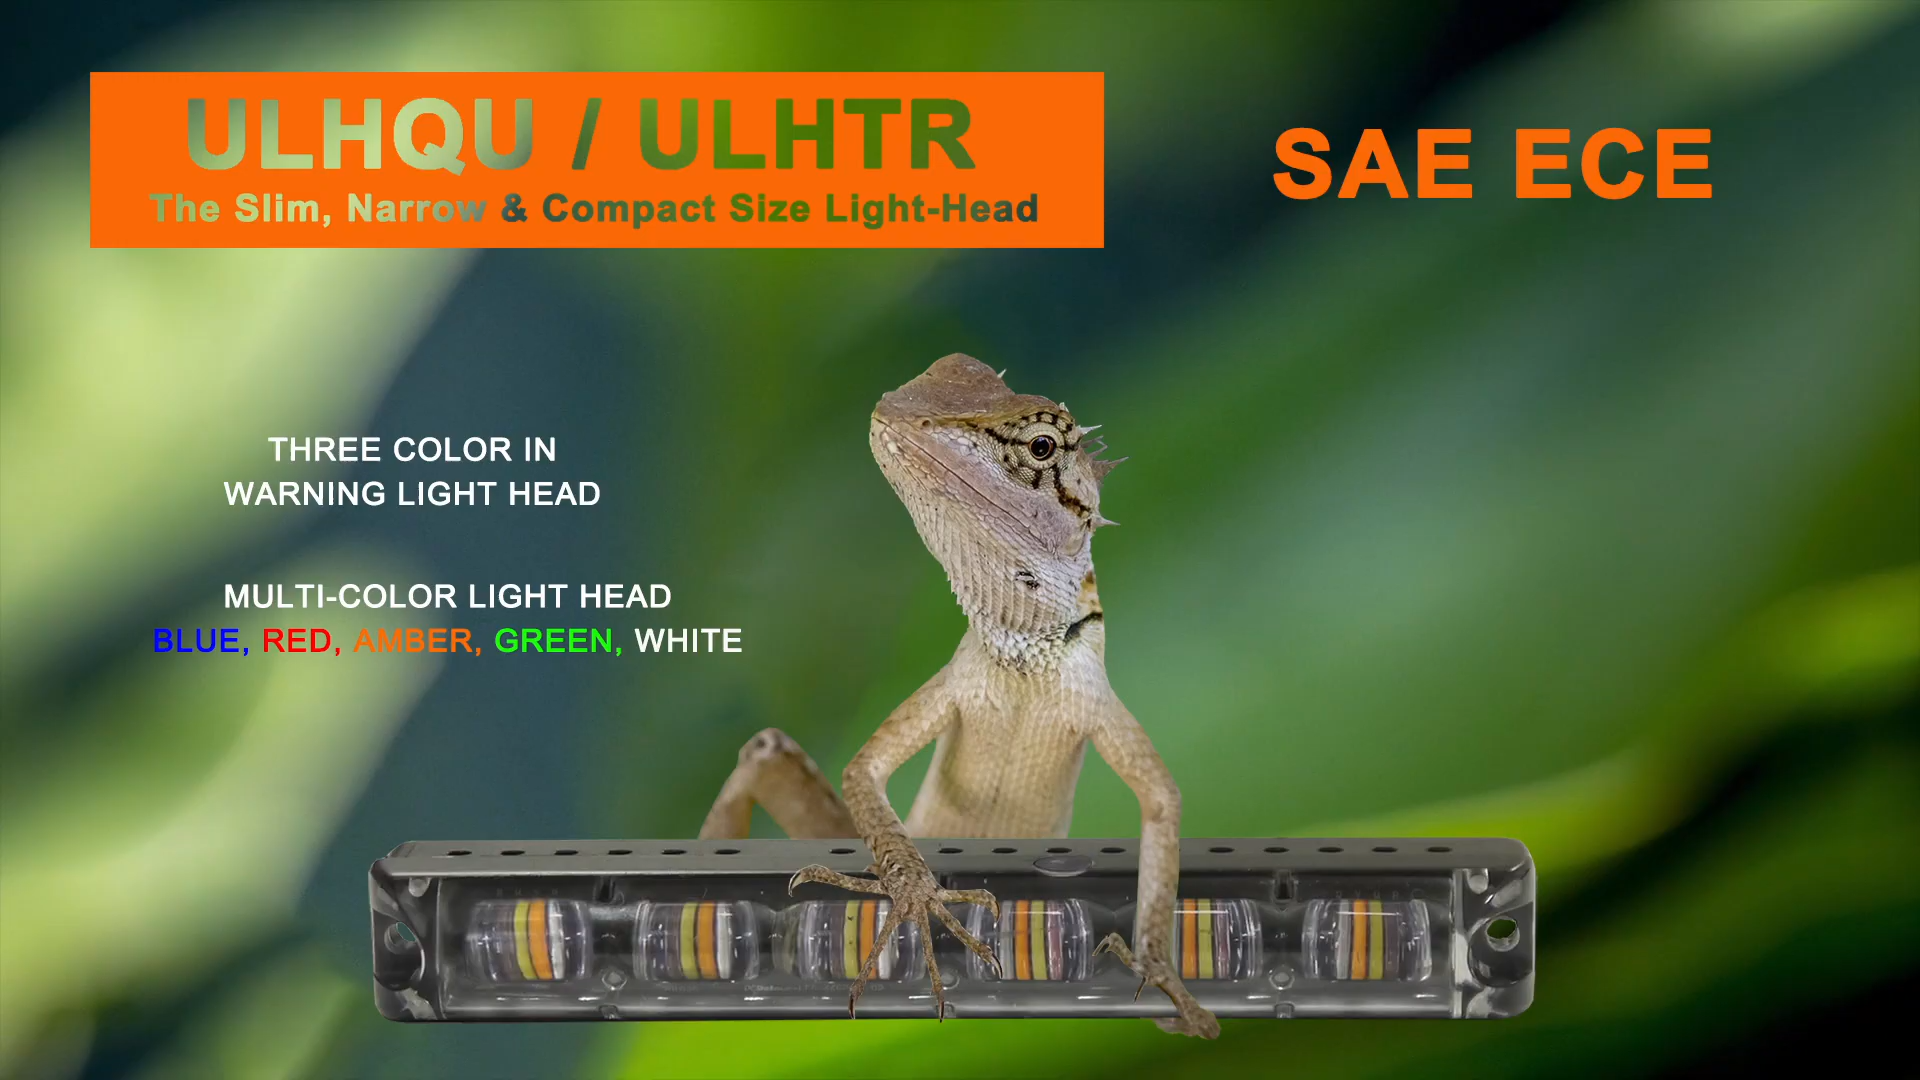 ULHQU / ULHTR
The Slim, Narrow & Compact Size Light-Head
SAE ECE
THREE COLOR IN
WARNING LIGHT HEAD
MULTI-COLOR LIGHT HEAD
BLUE, RED, AMBER, GREEN, WHITE